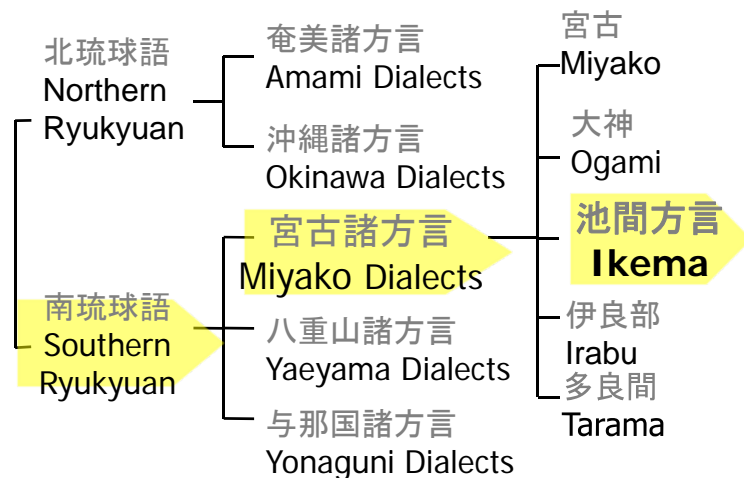 北琉球語
Northern
Ryukyuan
奄美諸方言
Amami Dialects
沖縄諸方言
Okinawa Dialects
南琉球語
Southern
Ryukyuan
宮古諸方言
Miyako Dialects
八重山諸方言
Yaeyama Dialects
与那国諸方言
Yonaguni Dialects
宮古
Miyako
大神
Ogami
池間方言
Ikema
伊良部
Irabu
多良間
Tarama